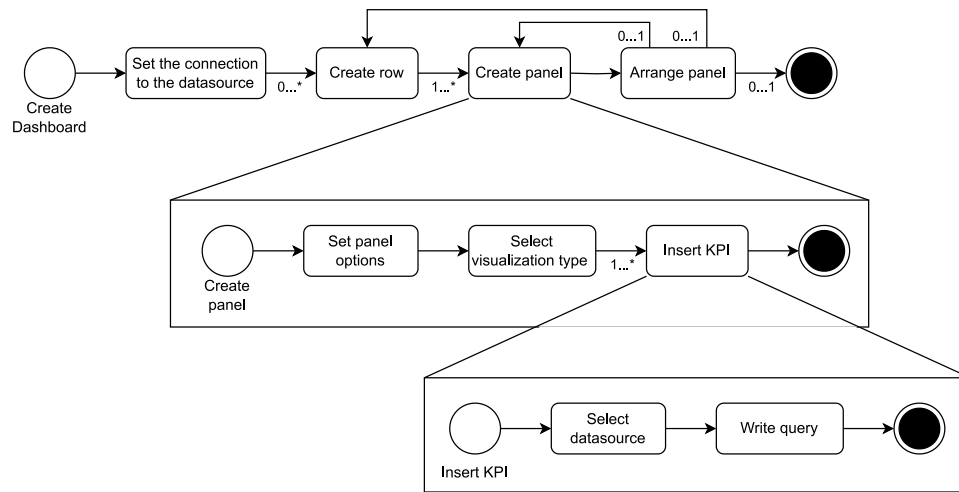 0...1
0...1
Set the connection
to the datasource
Create row
Create panel
Arrange panel
0...*
1...*
0...1
Create
Dashboard
Set panel
options
Select
visualization type
Insert KPI
1...*
Create
panel
Select
datasource
Write query
Insert KPI